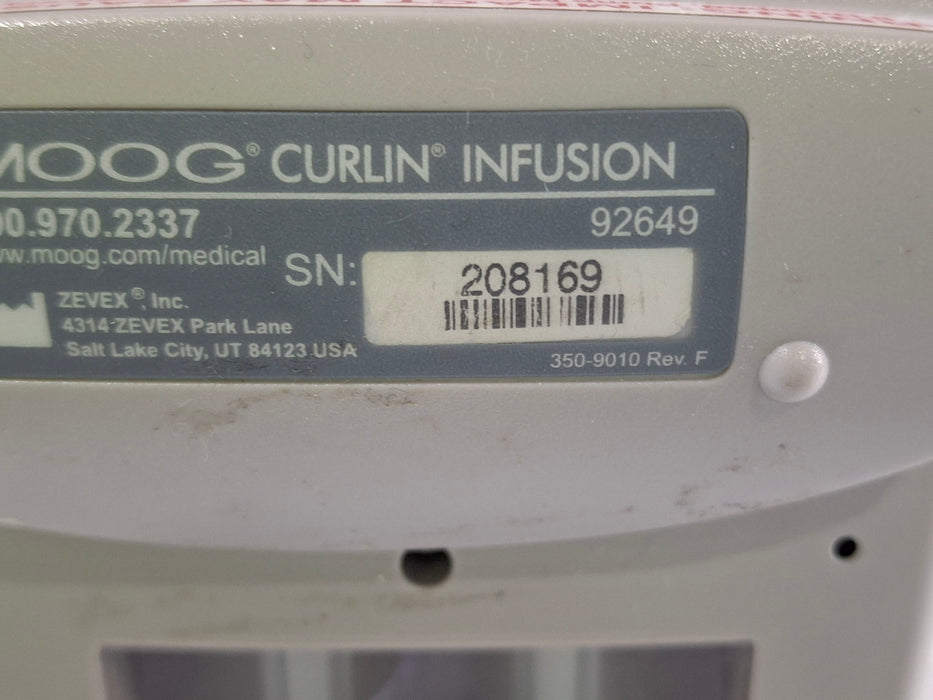 MOOG® CURLIN® INFUSION
00.970.2337
92649
ww.moog.com/medical
SN:
208169
ZEVEX®, Inc.
4314 ZEVEX Park Lane
Salt Lake City, UT 84123 USA
350-9010 Rev. F